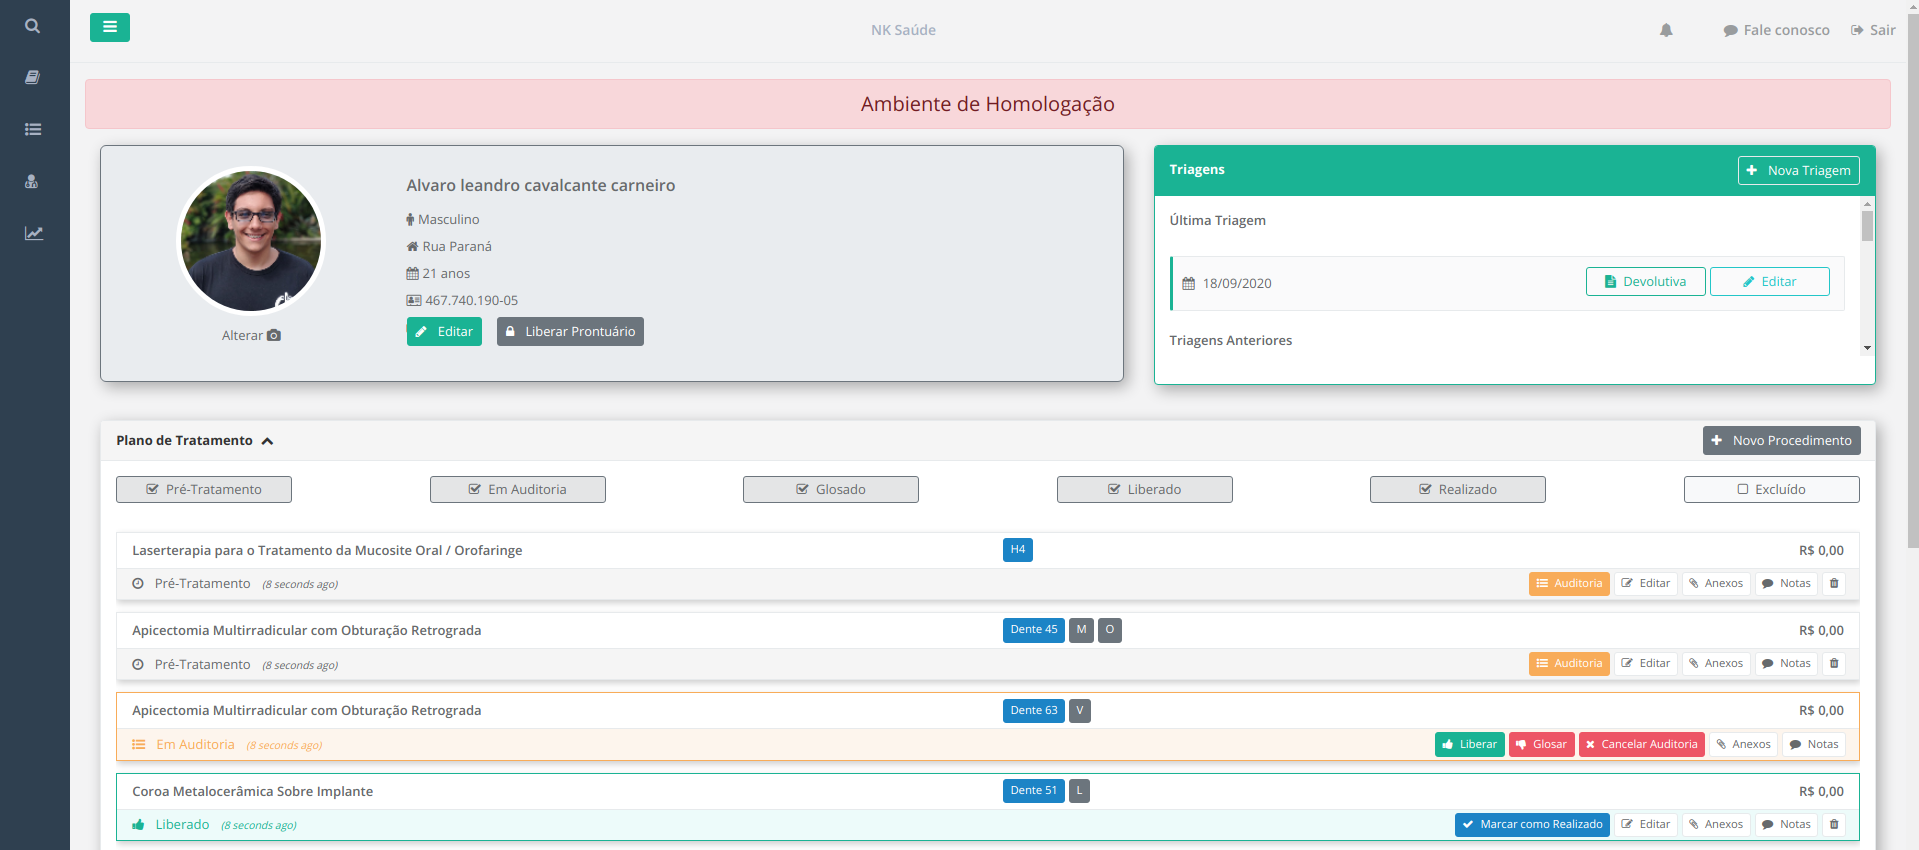 NK Saúde
Fale conosco
Sair
Ambiente de Homologação
Alvaro leandro cavalcante carneiro
Masculino
Rua Paraná
21 anos
467.740.190-05
Alterar
Editar
Liberar Prontuário
Triagens
Nova Triagem
Última Triagem
18/09/2020
Devolutiva
Editar
Triagens Anteriores
Plano de Tratamento
Novo Procedimento
Pré-Tratamento
Em Auditoria
Glosado
Liberado
Realizado
Excluído
Laserterapia para o Tratamento da Mucosite Oral / Orofaringe
H4
R$ 0,00
Pré-Tratamento (8 seconds ago)
Auditoria
Editar
Anexos
Notas
Apicectomia Multirradicular com Obturação Retrograda
Dente 45
M
O
R$ 0,00
Pré-Tratamento (8 seconds ago)
Auditoria
Editar
Anexos
Notas
Apicectomia Multirradicular com Obturação Retrograda
Dente 63
V
R$ 0,00
Em Auditoria (8 seconds ago)
Liberar
Glosar
Cancelar Auditoria
Anexos
Notas
Coroa Metalocerâmica Sobre Implante
Dente 51
L
R$ 0,00
Liberado (8 seconds ago)
Marcar como Realizado
Editar
Anexos
Notas